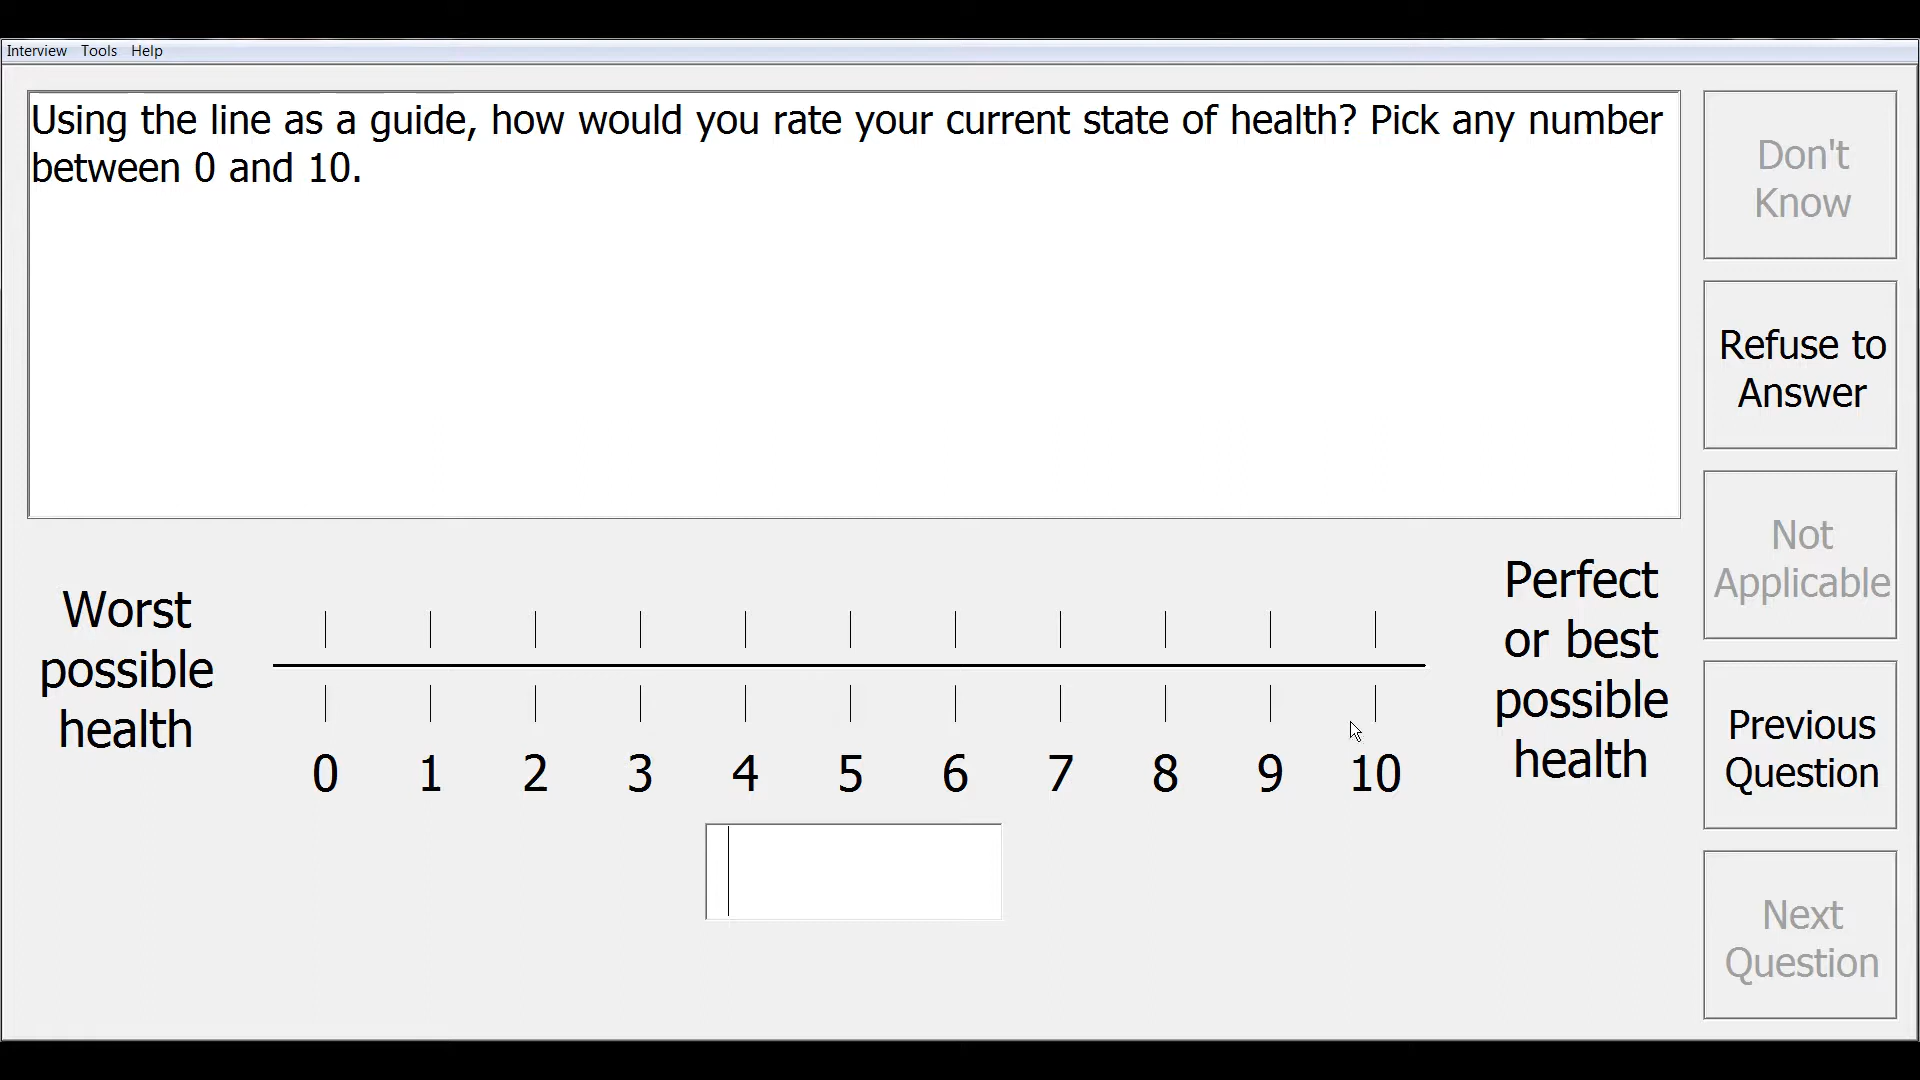 Interview Tools Help
Using the line as a guide, how would you rate your current state of health? Pick any number
between 0 and 10.
Don't
Know
Refuse to
Answer
Not
Applicable
Previous
Question
Next
Question
Worst
possible
health
0 1 2 3 4 5 6 7 8 9 10
Perfect
or best
possible
health